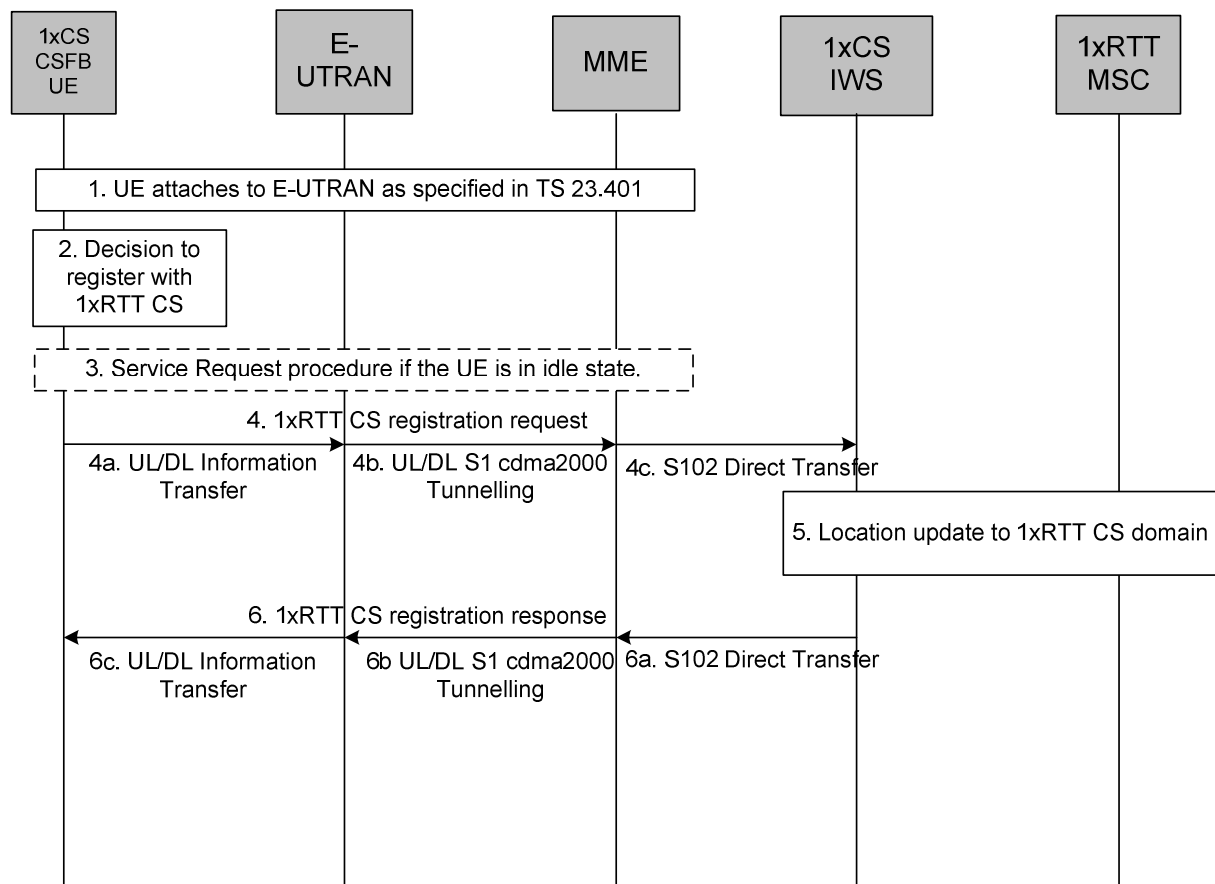 1xCS
CSFB
UE
E-
UTRAN
MME
1xCS
IWS
1xRTT
MSC
1. UE attaches to E-UTRAN as specified in TS 23.401
2. Decision to
register with
1xRTT CS
3. Service Request procedure if the UE is in idle state.
4. 1xRTT CS registration request
4a. UL/DL Information
Transfer
4b. UL/DL S1 cdma2000
Tunnelling
4c. S102 Direct Transfer
5. Location update to 1xRTT CS domain
6. 1xRTT CS registration response
6c. UL/DL Information
Transfer
6b UL/DL S1 cdma2000
Tunnelling
6a. S102 Direct Transfer